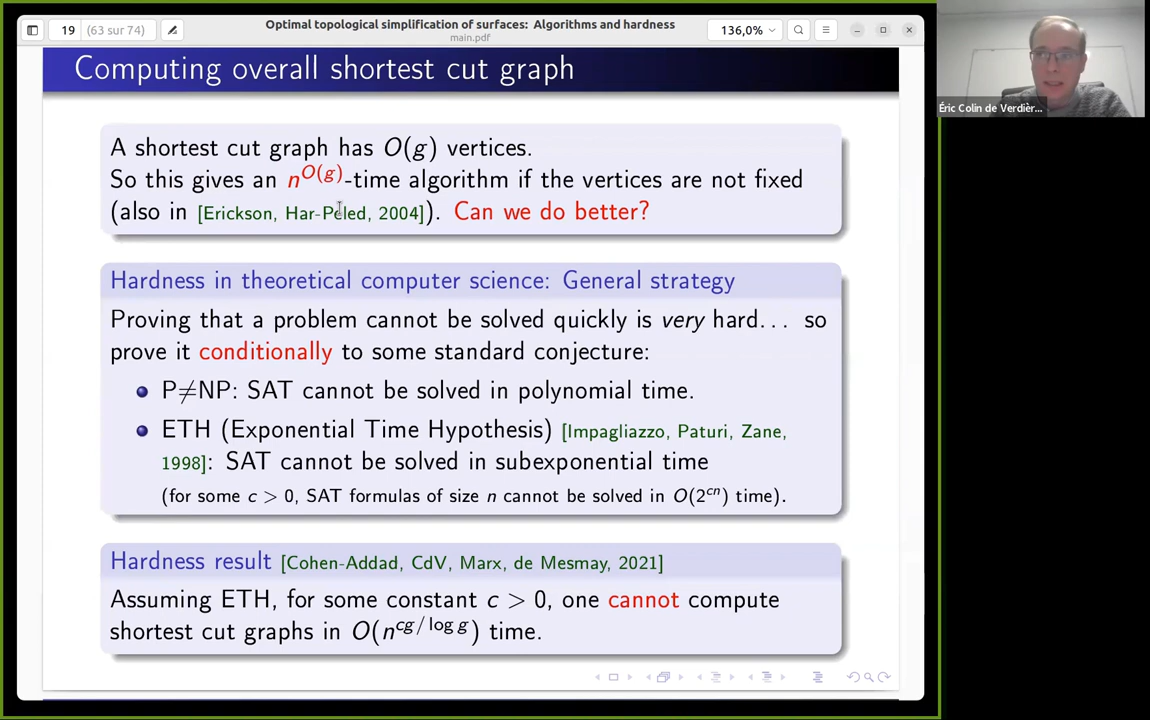 19 (63 sur 74)
Optimal topological simplification of surfaces: Algorithms and hardness
main.pdf
136,0%
Computing overall shortest cut graph
A shortest cut graph has O(g) vertices.
So this gives an n^{O(g)}-time algorithm if the vertices are not fixed
(also in [Erickson, Har-Peled, 2004]). Can we do better?
Hardness in theoretical computer science: General strategy
Proving that a problem cannot be solved quickly is very hard... so
prove it conditionally to some standard conjecture:
P≠NP: SAT cannot be solved in polynomial time.
ETH (Exponential Time Hypothesis) [Impagliazzo, Paturi, Zane,
1998]: SAT cannot be solved in subexponential time
(for some c > 0, SAT formulas of size n cannot be solved in O(2^{cn}) time).
Hardness result [Cohen-Addad, CdV, Marx, de Mesmay, 2021]
Assuming ETH, for some constant c > 0, one cannot compute
shortest cut graphs in O(n^{cg/log g}) time.
Éric Colin de Verdièr...